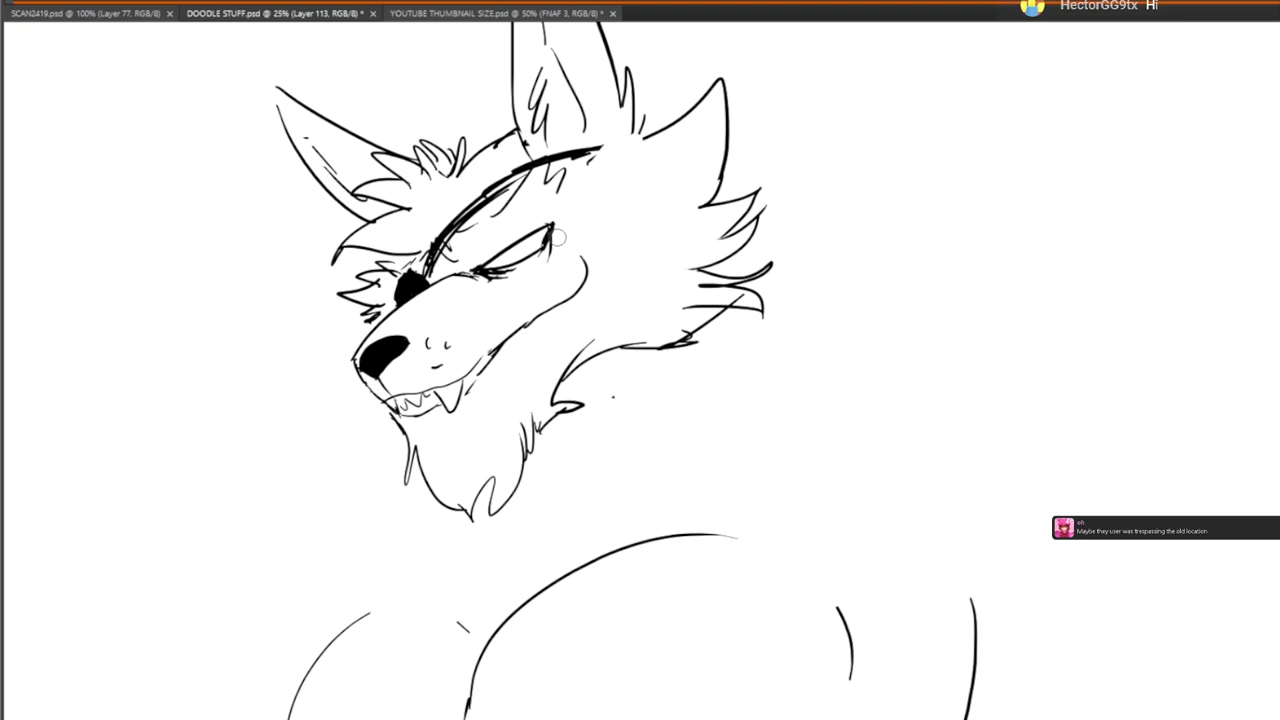 SCAN2419.psd @ 100% (Layer 77, RGB/8) ×
DOODLE STUFF.psd @ 25% (Layer 113, RGB/8) * ×
YOUTUBE THUMBNAIL SIZE.psd @ 50% (FNAF 3, RGB/8) * ×
HectorGG9tx Hi
oh
Maybe they user was trespassing the old location